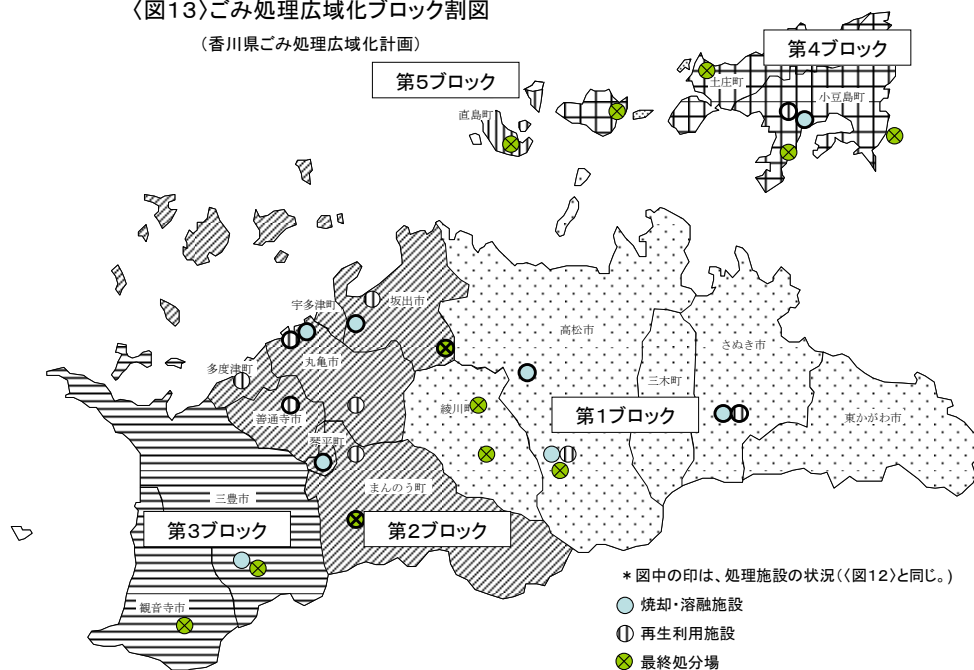 〈図13〉ごみ処理広域化ブロック割図
(香川県ごみ処理広域化計画)
第4ブロック
第5ブロック
土庄町
小豆島町
直島町
宇多津町
坂出市
高松市
さぬき市
丸亀市
多度津町
三木町
綾川町
第1ブロック
善通寺市
東かがわ市
琴平町
まんのう町
三豊市
第3ブロック
第2ブロック
観音寺市
*図中の印は、処理施設の状況(〈図12〉と同じ。)
焼却・溶融施設
再生利用施設
最終処分場